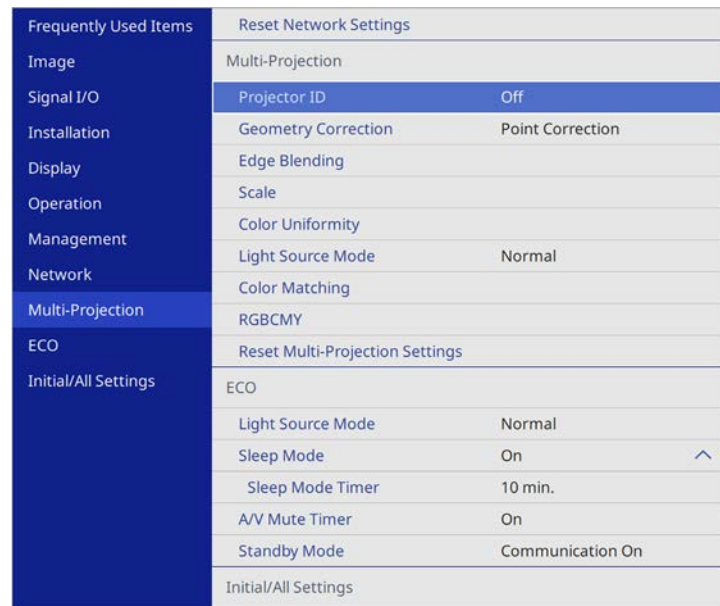 Frequently Used Items
Image
Signal I/O
Installation
Display
Operation
Management
Network
Multi-Projection
ECO
Initial/All Settings
Reset Network Settings
Multi-Projection
Projector ID Off
Geometry Correction Point Correction
Edge Blending
Scale
Color Uniformity
Light Source Mode Normal
Color Matching
RGBCMY
Reset Multi-Projection Settings
ECO
Light Source Mode Normal
Sleep Mode On
Sleep Mode Timer 10 min.
A/V Mute Timer On
Standby Mode Communication On
Initial/All Settings